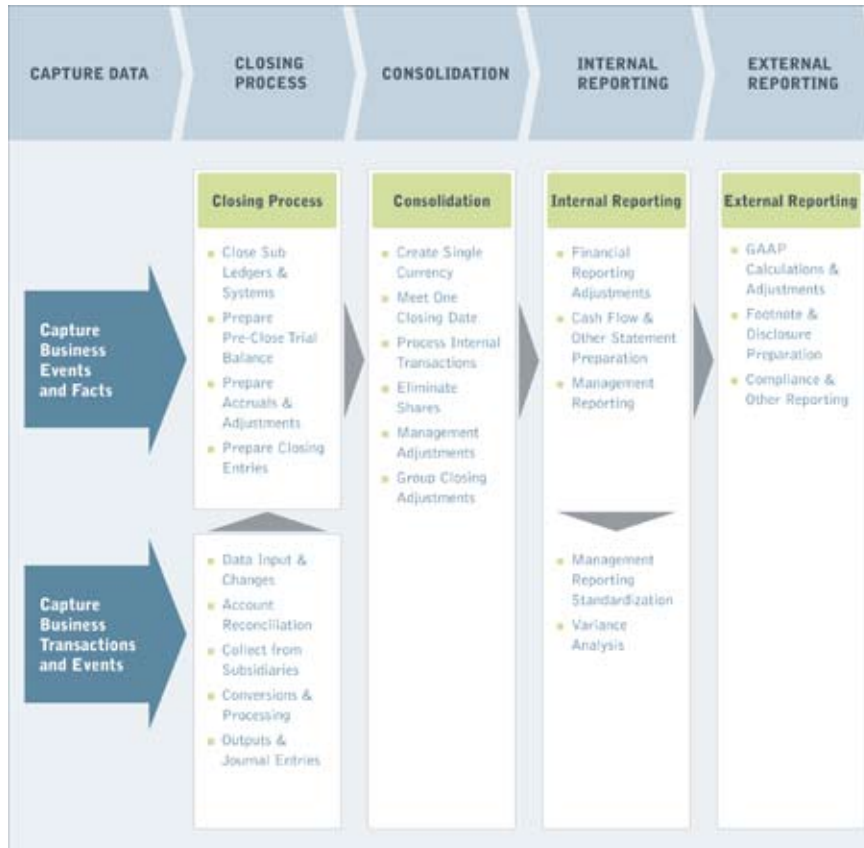 CAPTURE DATA
CLOSING
PROCESS
CONSOLIDATION
INTERNAL
REPORTING
EXTERNAL
REPORTING
Capture
Business
Events
and Facts
Capture
Business
Transactions
and Events
Closing Process
Close Sub
Ledgers &
Systems
Prepare
Pre-Close Trial
Balance
Prepare
Accruals &
Adjustments
Prepare Closing
Entries
Data Input &
Changes
Account
Reconciliation
Collect from
Subsidiaries
Conversions &
Processing
Outputs &
Journal Entries
Consolidation
Create Single
Currency
Meet One
Closing Date
Process Internal
Transactions
Eliminate
Shares
Management
Adjustments
Group Closing
Adjustments
Internal Reporting
Financial
Reporting
Adjustments
Cash Flow &
Other Statement
Preparation
Management
Reporting
Management
Reporting
Standardization
Variance
Analysis
External Reporting
GAAP
Calculations &
Adjustments
Footnote &
Disclosure
Preparation
Compliance &
Other Reporting